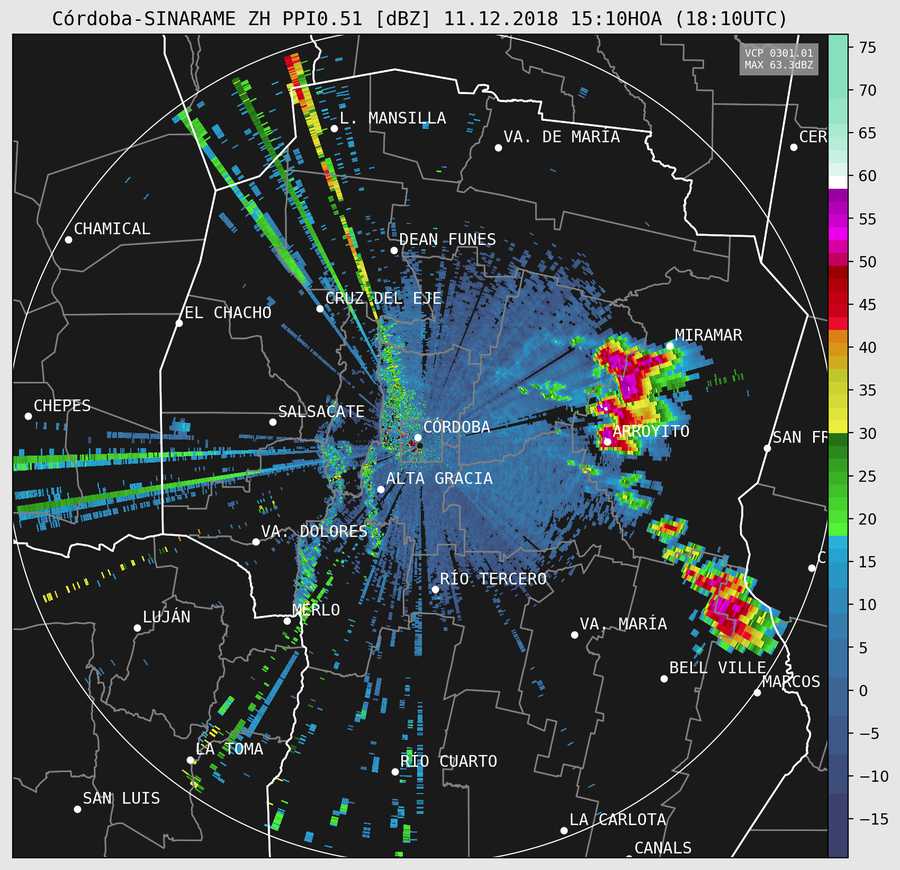 Córdoba-SINARAME ZH PPI0.51 [dBZ] 11.12.2018 15:10HOA (18:10UTC)
VCP 0301.01
MAX 63.3dBZ
L. MANSILLA
VA. DE MARÍA
CER
CHAMICAL
DEAN FUNES
CRUZ DEL EJE
EL CHACHO
MIRAMAR
CHEPES
SALSACATE
CÓRDOBA
ARROYITO
SAN FR
ALTA GRACIA
VA. DOLORES
C
RÍO TERCERO
MERLO
LUJÁN
VA. MARÍA
BELL VILLE
MARCOS
LA TOMA
RÍO CUARTO
SAN LUIS
LA CARLOTA
CANALS
75
70
65
60
55
50
45
40
35
30
25
20
15
10
5
0
−5
−10
−15